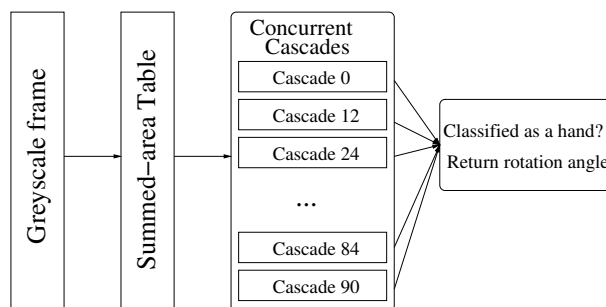 Greyscale frame
Summed-area Table
Concurrent
Cascades
Cascade 0
Cascade 12
Cascade 24
...
Cascade 84
Cascade 90
Classified as a hand?
Return rotation angle